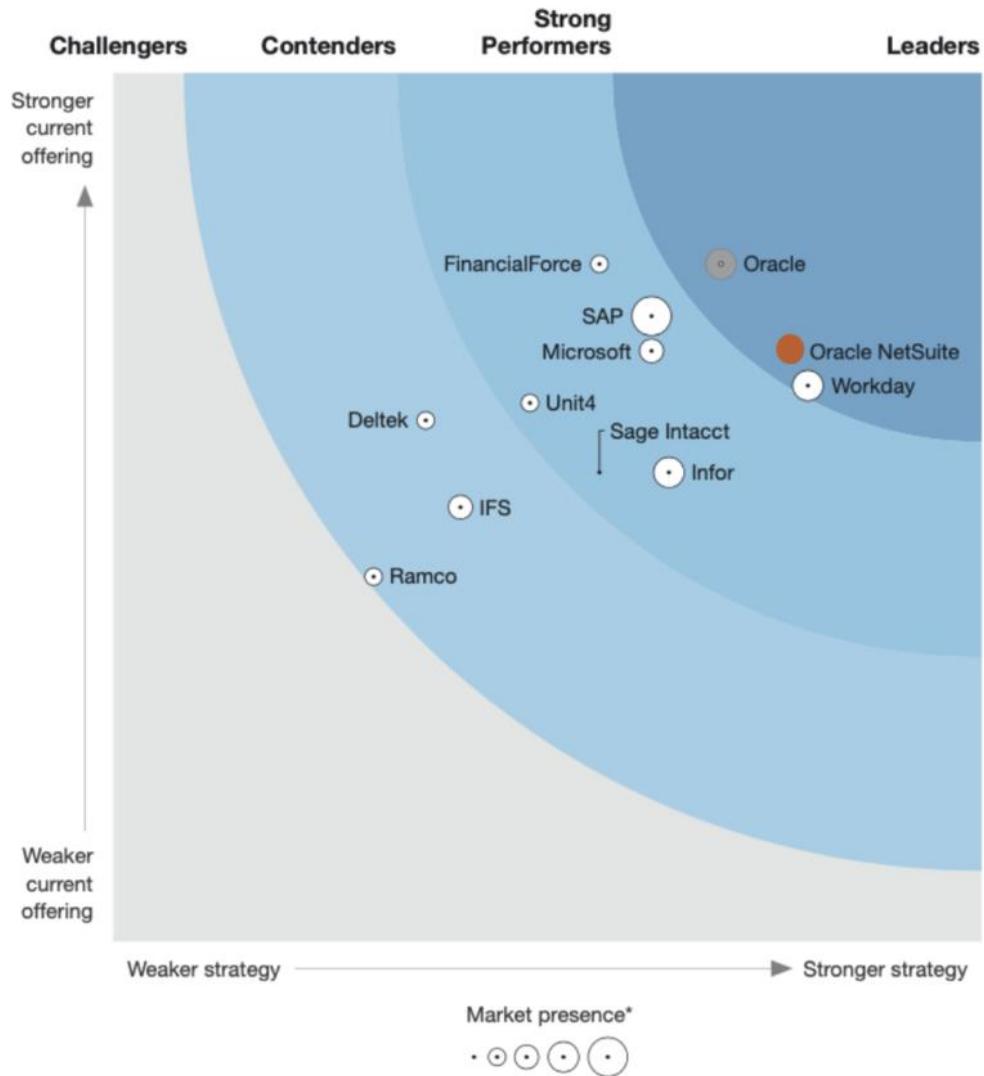 Challengers
Contenders
Strong
Performers
Leaders
Stronger
current
offering
FinancialForce
Oracle
SAP
Microsoft
Oracle NetSuite
Workday
Unit4
Deltek
Sage Intacct
Infor
IFS
Ramco
Weaker
current
offering
Weaker strategy
Stronger strategy
Market presence*